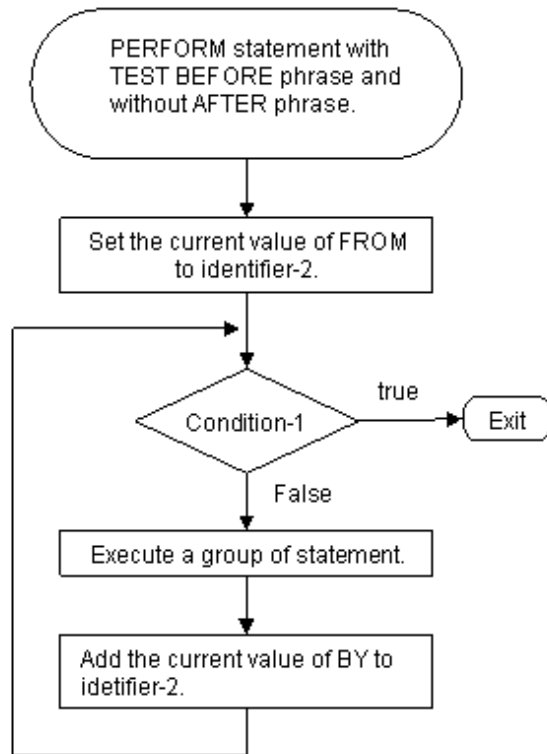 PERFORM statement with
TEST BEFORE phrase and
without AFTER phrase.
Set the current value of FROM
to identifier-2.
Condition-1
true
Exit
False
Execute a group of statement.
Add the current value of BY to
idetifier-2.